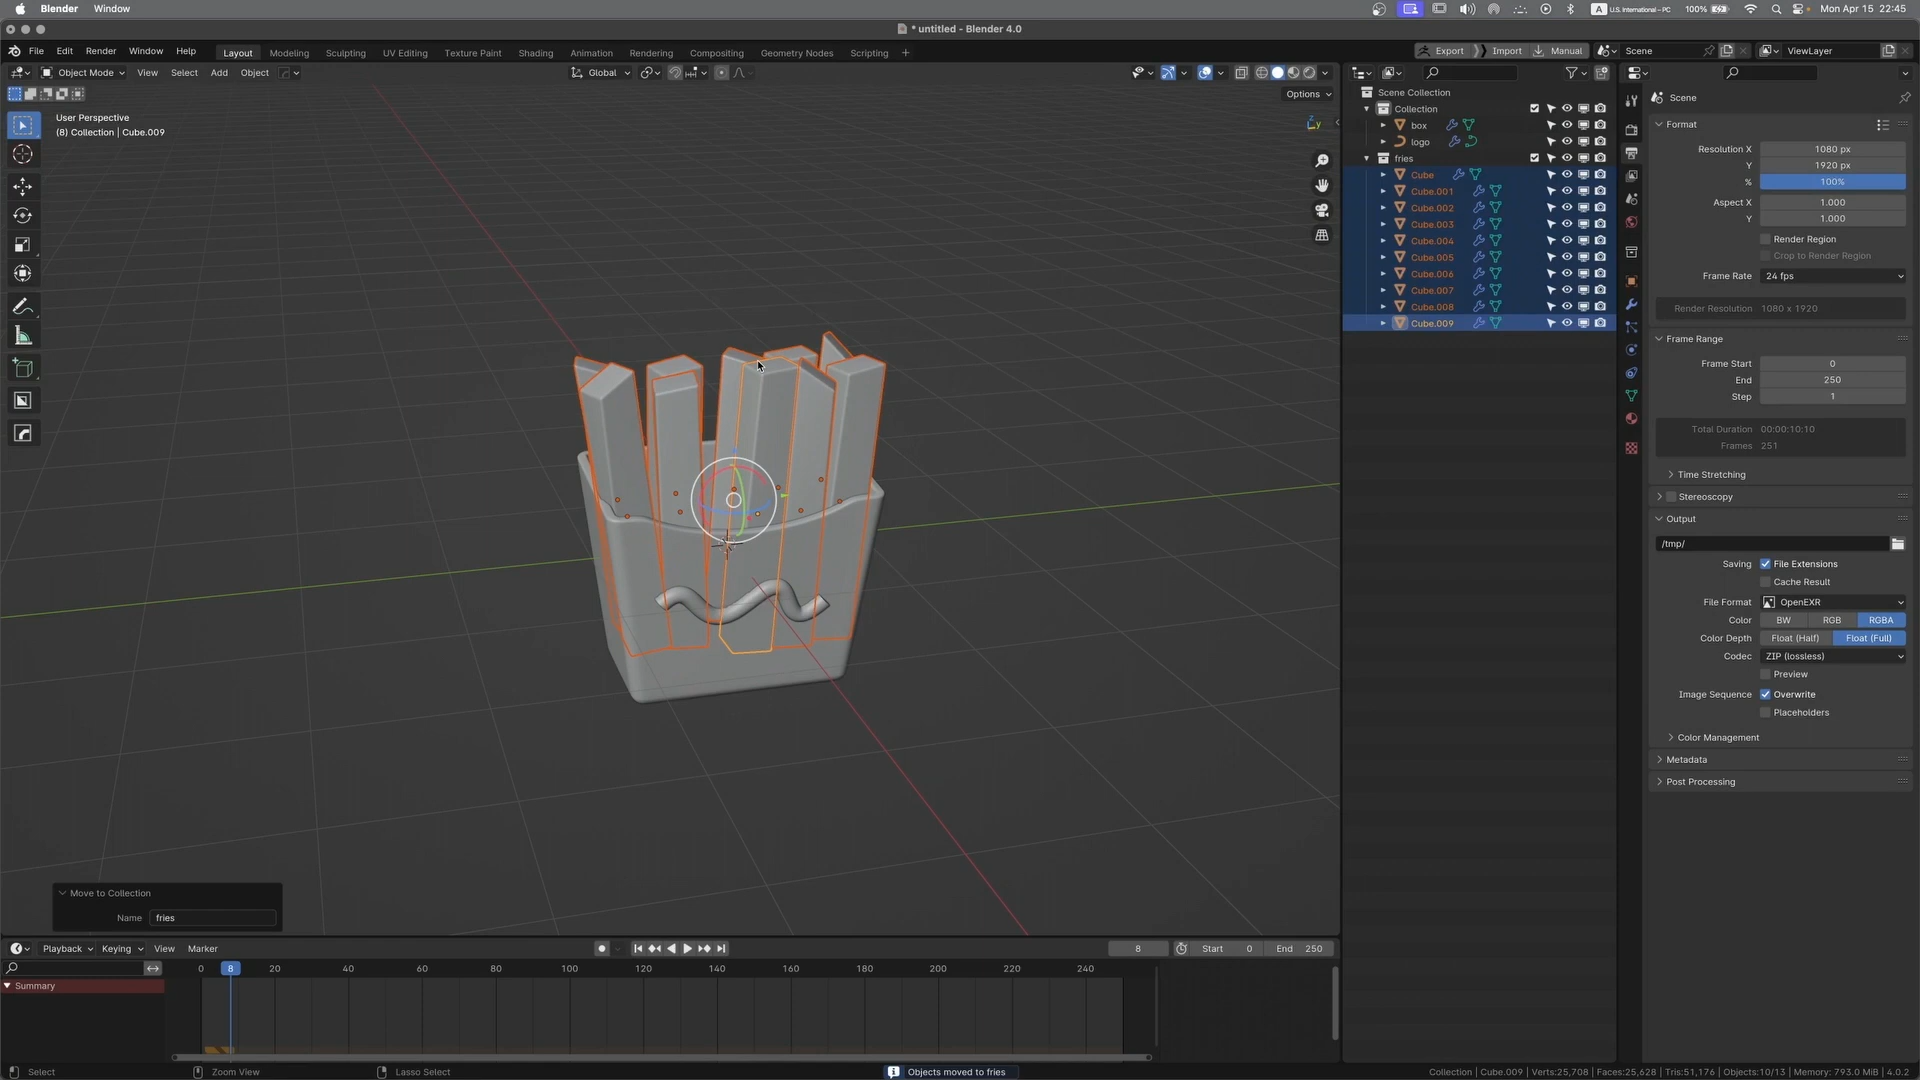 Blender Window
U.S. International – PC 100% Mon Apr 15 22:45
* untitled - Blender 4.0
File Edit Render Window Help Layout Modeling Sculpting UV Editing Texture Paint Shading Animation Rendering Compositing Geometry Nodes Scripting + Export Import Manual Scene ViewLayer
Object Mode View Select Add Object Global
Options
User Perspective
(8) Collection | Cube.009
Scene Collection
Collection
box
logo
fries
Cube
Cube.001
Cube.002
Cube.003
Cube.004
Cube.005
Cube.006
Cube.007
Cube.008
Cube.009
Scene
Format
Resolution X 1080 px
Y 1920 px
% 100%
Aspect X 1.000
Y 1.000
Render Region
Crop to Render Region
Frame Rate 24 fps
Render Resolution 1080 x 1920
Frame Range
Frame Start 0
End 250
Step 1
Total Duration 00:00:10:10
Frames 251
Time Stretching
Stereoscopy
Output
/tmp/
Saving File Extensions
Cache Result
File Format OpenEXR
Color BW RGB RGBA
Color Depth Float (Half) Float (Full)
Codec ZIP (lossless)
Preview
Image Sequence Overwrite
Placeholders
Color Management
Metadata
Post Processing
Move to Collection
Name fries
Playback Keying View Marker 8 Start 0 End 250
0 8 20 40 60 80 100 120 140 160 180 200 220 240
Summary
Select Zoom View Lasso Select Objects moved to fries Collection | Cube.009 | Verts:25,708 | Faces:25,628 | Tris:51,176 | Objects:10/13 | Memory: 793.0 MiB | 4.0.2